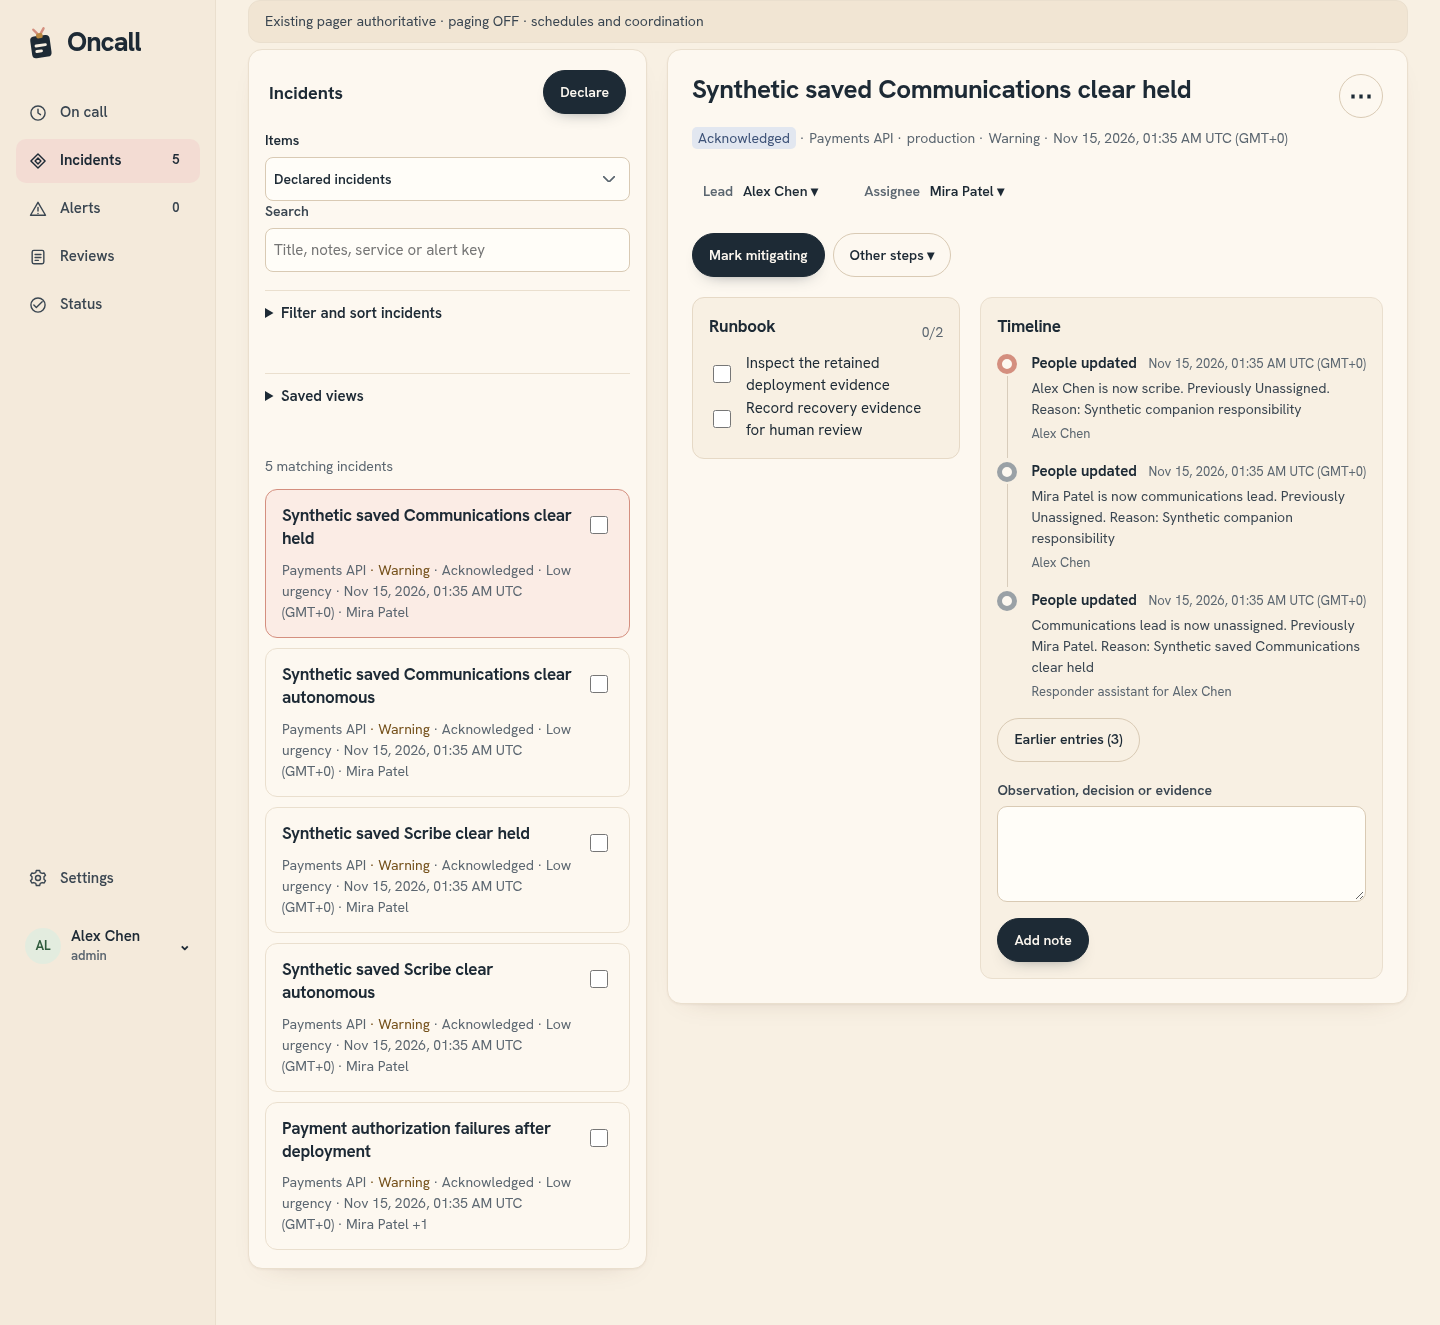 Oncall
On call
Incidents 5
Alerts 0
Reviews
Status
Settings
AL
Alex Chen
admin
Existing pager authoritative · paging OFF · schedules and coordination
Incidents
Declare
Items
Declared incidents
Search
Title, notes, service or alert key
Filter and sort incidents
Saved views
5 matching incidents
Synthetic saved Communications clear
held
Payments API · Warning · Acknowledged · Low
urgency · Nov 15, 2026, 01:35 AM UTC
(GMT+0) · Mira Patel
Synthetic saved Communications clear
autonomous
Payments API · Warning · Acknowledged · Low
urgency · Nov 15, 2026, 01:35 AM UTC
(GMT+0) · Mira Patel
Synthetic saved Scribe clear held
Payments API · Warning · Acknowledged · Low
urgency · Nov 15, 2026, 01:35 AM UTC
(GMT+0) · Mira Patel
Synthetic saved Scribe clear
autonomous
Payments API · Warning · Acknowledged · Low
urgency · Nov 15, 2026, 01:35 AM UTC
(GMT+0) · Mira Patel
Payment authorization failures after
deployment
Payments API · Warning · Acknowledged · Low
urgency · Nov 15, 2026, 01:35 AM UTC
(GMT+0) · Mira Patel +1
Synthetic saved Communications clear held
Acknowledged · Payments API · production · Warning · Nov 15, 2026, 01:35 AM UTC (GMT+0)
Lead Alex Chen ▾ Assignee Mira Patel ▾
Mark mitigating
Other steps ▾
Runbook 0/2
Inspect the retained
deployment evidence
Record recovery evidence
for human review
Timeline
People updated Nov 15, 2026, 01:35 AM UTC (GMT+0)
Alex Chen is now scribe. Previously Unassigned.
Reason: Synthetic companion responsibility
Alex Chen
People updated Nov 15, 2026, 01:35 AM UTC (GMT+0)
Mira Patel is now communications lead. Previously
Unassigned. Reason: Synthetic companion
responsibility
Alex Chen
People updated Nov 15, 2026, 01:35 AM UTC (GMT+0)
Communications lead is now unassigned. Previously
Mira Patel. Reason: Synthetic saved Communications
clear held
Responder assistant for Alex Chen
Earlier entries (3)
Observation, decision or evidence
Add note